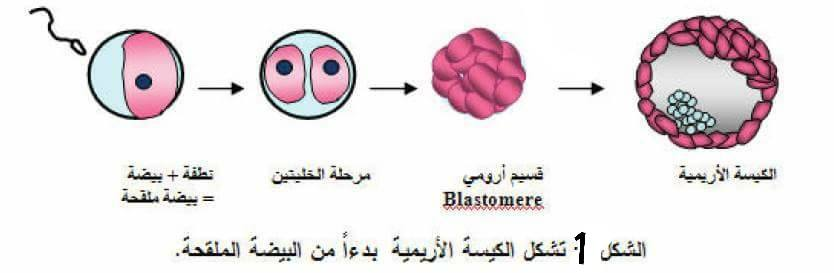 نطفة + بيضة
= بيضة ملقحة
مرحلة الخليتين
قسيم أرومي
Blastomere
الكيسة الأريمية
الشكل 1 تشكل الكيسة الأريمية بدءاً من البيضة الملقحة.